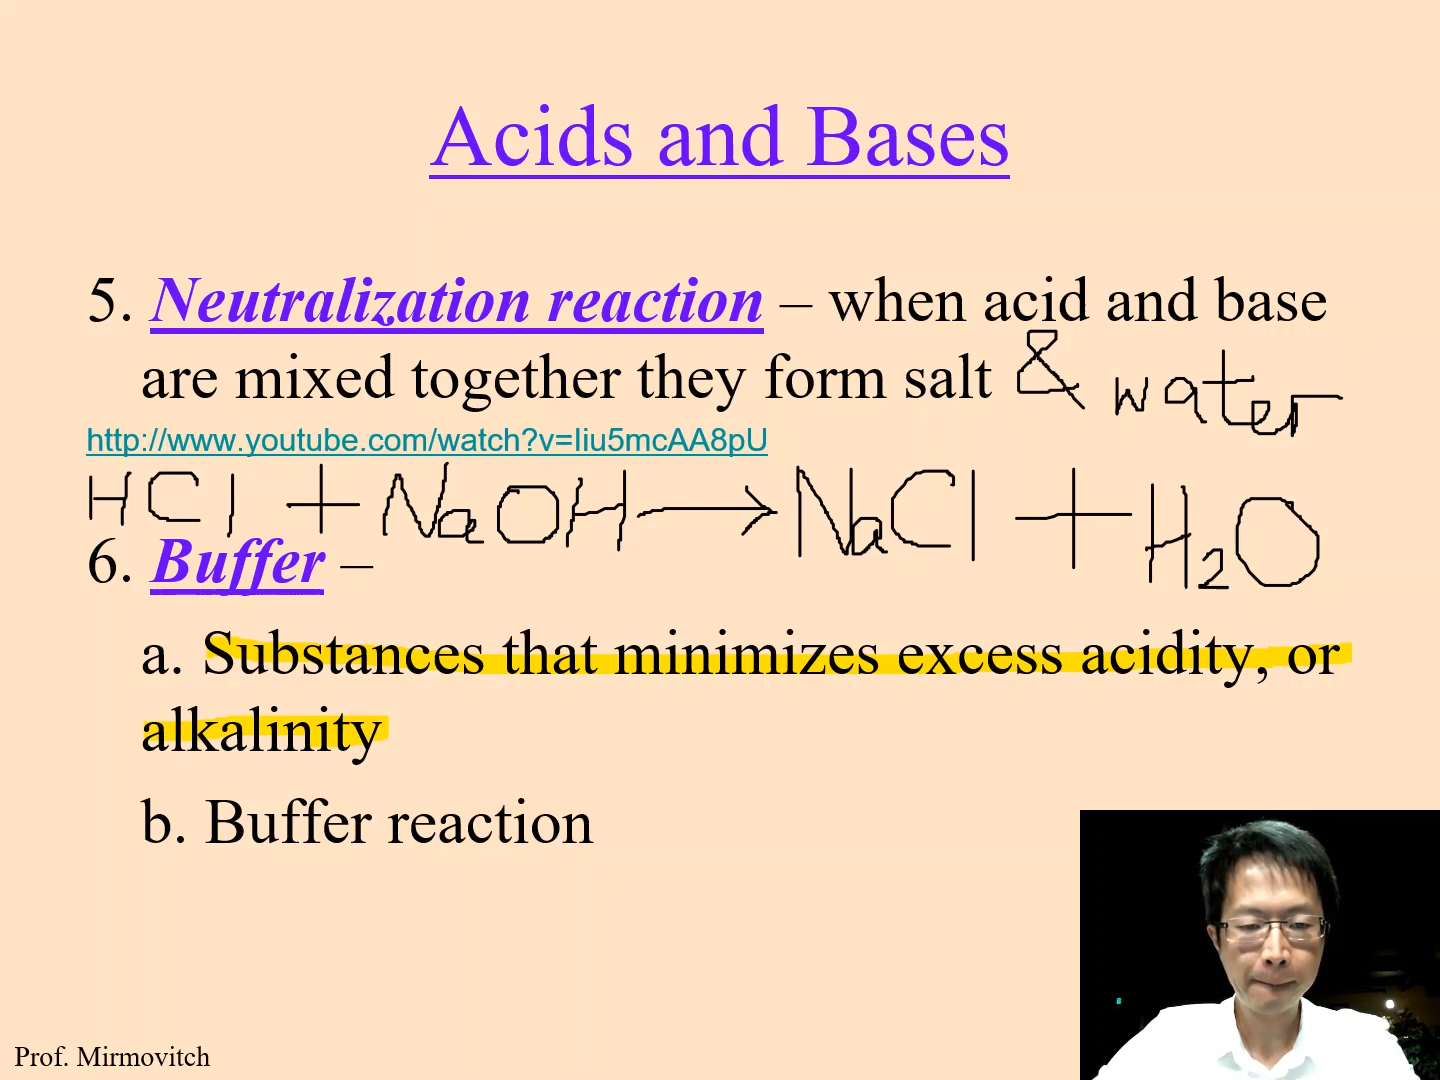 Acids and Bases
5. Neutralization reaction – when acid and base
are mixed together they form salt & water
http://www.youtube.com/watch?v=Iiu5mcAA8pU
HCl + NaOH → NaCl + H2O
6. Buffer –
a. Substances that minimizes excess acidity, or
alkalinity
b. Buffer reaction
Prof. Mirmovitch